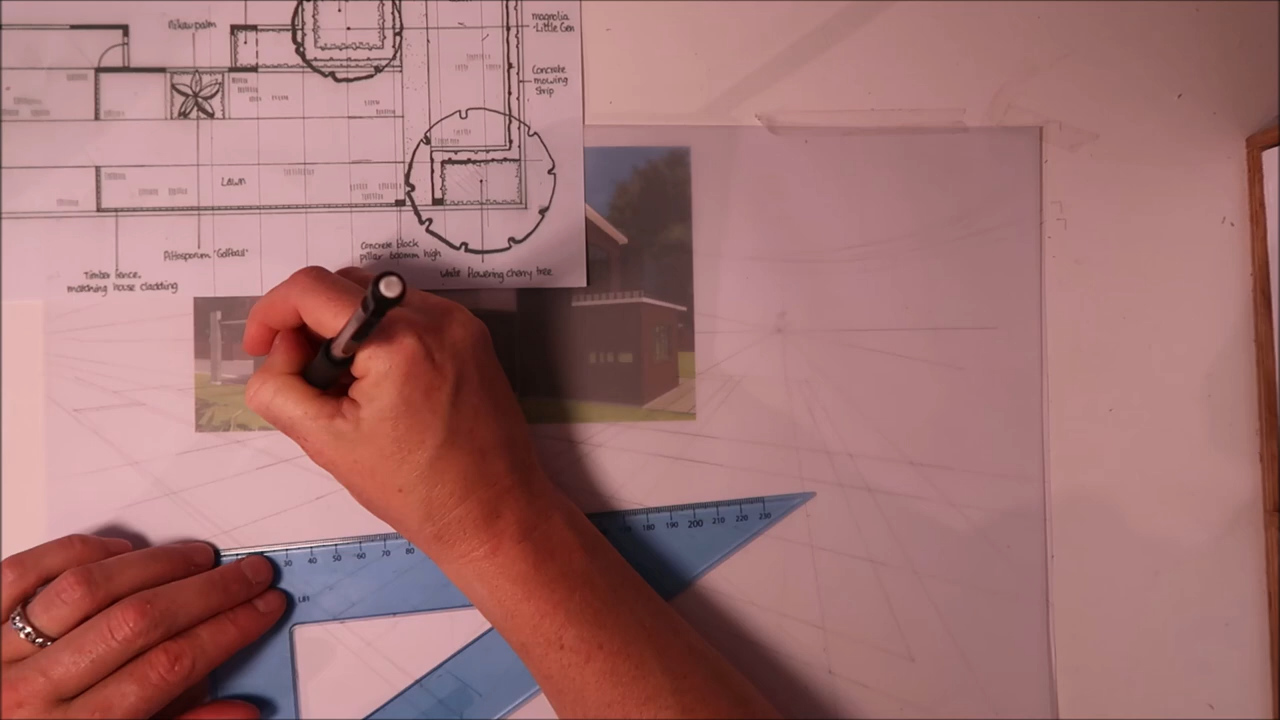 Nikau palm
magnolia
'Little Gem
Concrete
mowing
Strip
Lawn
Pittosporum 'Golfball'
Concrete block
pillar 600mm high
Timber fence,
matching house cladding
White flowering cherry tree
180 190 200 210 220 230
30 40 50 60 70 80